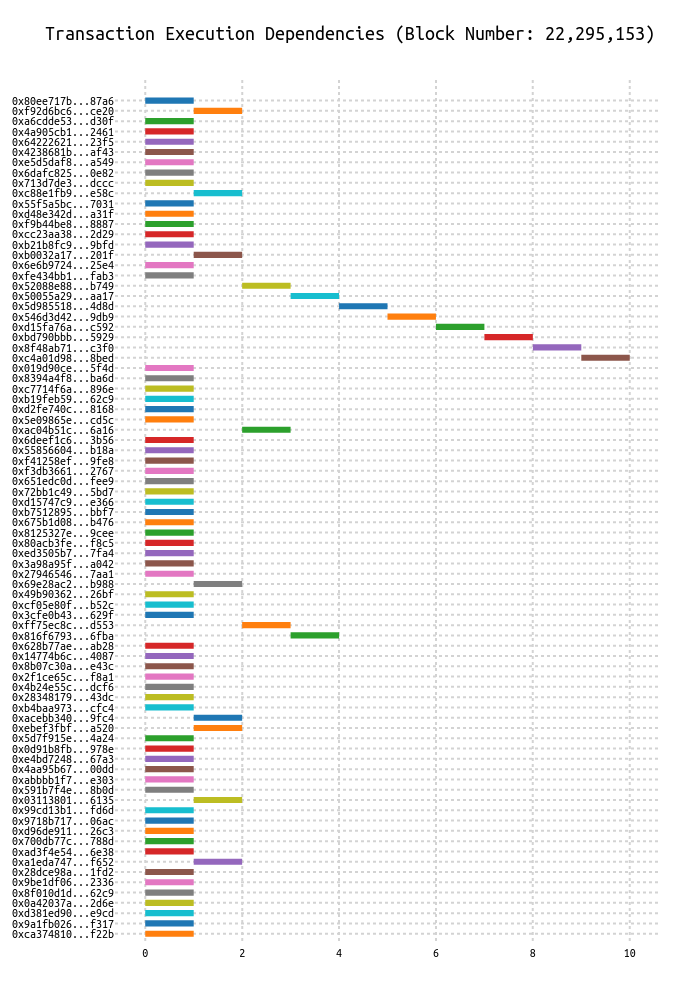 Transaction Execution Dependencies (Block Number: 22,295,153)
0x80ee717b...87a6
0xf92d6bc6...ce20
0xa6cdde53...d30f
0x4a905cb1...2461
0x64222621...23f5
0x4238681b...af43
0xe5d5daf8...a549
0x6dafc825...0e82
0x713d7de3...dccc
0xc88e1fb9...e58c
0x55f5a5bc...7031
0xd48e342d...a31f
0xf9b44be8...8887
0xcc23aa38...2d29
0xb21b8fc9...9bfd
0xb0032a17...201f
0x6e6b9724...25e4
0xfe434bb1...fab3
0x52088e88...b749
0x50055a29...aa17
0x5d985518...4d8d
0x546d3d42...9db9
0xd15fa76a...c592
0xbd790bbb...5929
0x8f48ab71...c3f0
0xc4a01d98...8bed
0x019d90ce...5f4d
0x8394a4f8...ba6d
0xc7714f6a...896e
0xb19feb59...62c9
0xd2fe740c...8168
0x5e09865e...cd5c
0xac04b51c...6a16
0x6deef1c6...3b56
0x55856604...b18a
0xf41258ef...9fe8
0xf3db3661...2767
0x651edc0d...fee9
0x72bb1c49...5bd7
0xd15747c9...e366
0xb7512895...bbf7
0x675b1d08...b476
0x8125327e...9cee
0x80acb3fe...f8c5
0xed3505b7...7fa4
0x3a98a95f...a042
0x27946546...7aa1
0x69e28ac2...b988
0x49b90362...26bf
0xcf05e80f...b52c
0x3cfe0b43...629f
0xff75ec8c...d553
0x816f6793...6fba
0x628b77ae...ab28
0x14774b6c...4087
0x8b07c30a...e43c
0x2f1ce65c...f8a1
0x4b24e55c...dcf6
0x28348179...43dc
0xb4baa973...cfc4
0xacebb340...9fc4
0xebef3fbf...a520
0x5d7f915e...4a24
0x0d91b8fb...978e
0xe4bd7248...67a3
0x4aa95b67...00dd
0xabbbb1f7...e303
0x591b7f4e...8b0d
0x03113801...6135
0x99cd13b1...fd6d
0x9718b717...06ac
0xd96de911...26c3
0x700db77c...788d
0xad3f4e54...6e38
0xa1eda747...f652
0x28dce98a...1fd2
0x9be1df06...2336
0x8f010d1d...62c9
0x0a42037a...2d6e
0xd381ed90...e9cd
0x9a1fb026...f317
0xca374810...f22b
0 2 4 6 8 10